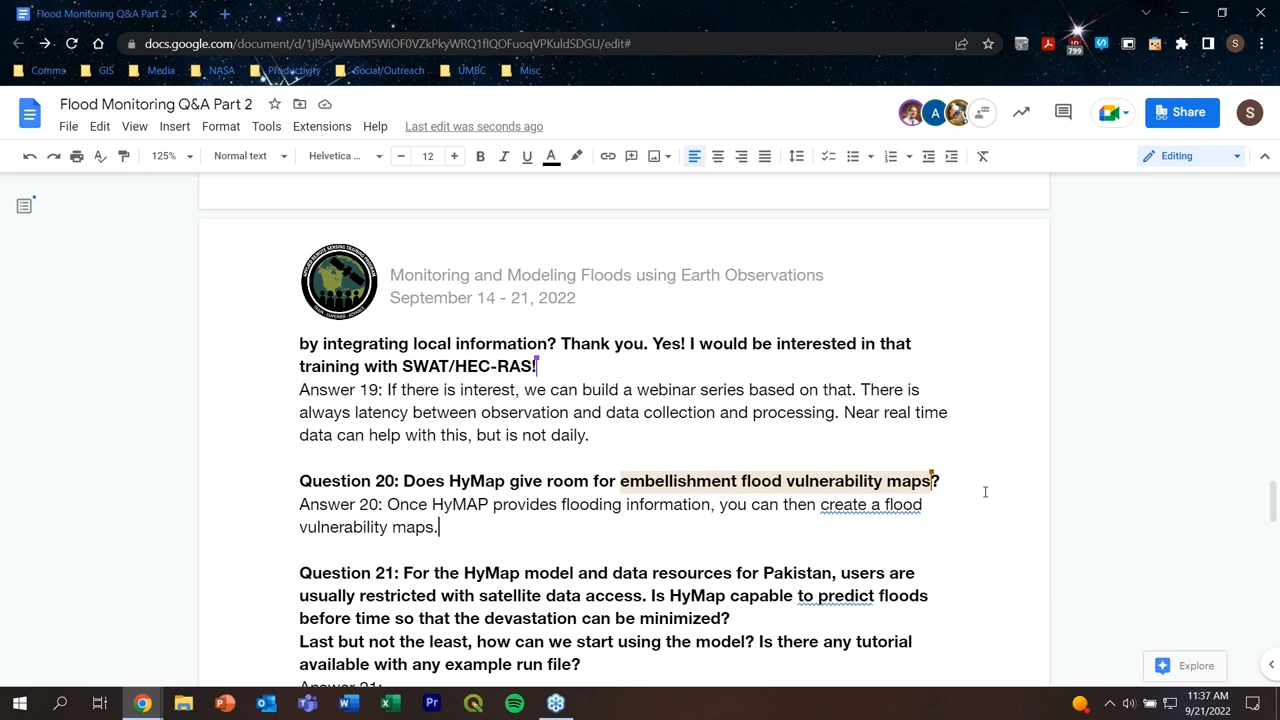 Flood Monitoring Q&A Part 2 - G
docs.google.com/document/d/1jl9AjwWbM5WiOF0VZkPkyWRQ1fIQOFuoqVPKuldSDGU/edit#
799
S
Comms
GIS
Media
NASA
Productivity
Social/Outreach
UMBC
Misc
Flood Monitoring Q&A Part 2
A
Share
S
File Edit View Insert Format Tools Extensions Help Last edit was seconds ago
125% Normal text Helvetica ... 12 B I U A Editing
Monitoring and Modeling Floods using Earth Observations
September 14 - 21, 2022
by integrating local information? Thank you. Yes! I would be interested in that
training with SWAT/HEC-RAS!
Answer 19: If there is interest, we can build a webinar series based on that. There is
always latency between observation and data collection and processing. Near real time
data can help with this, but is not daily.
Question 20: Does HyMap give room for embellishment flood vulnerability maps?
Answer 20: Once HyMAP provides flooding information, you can then create a flood
vulnerability maps.
Question 21: For the HyMap model and data resources for Pakistan, users are
usually restricted with satellite data access. Is HyMap capable to predict floods
before time so that the devastation can be minimized?
Last but not the least, how can we start using the model? Is there any tutorial
available with any example run file?
Answer 21:
Explore
11:37 AM
9/21/2022